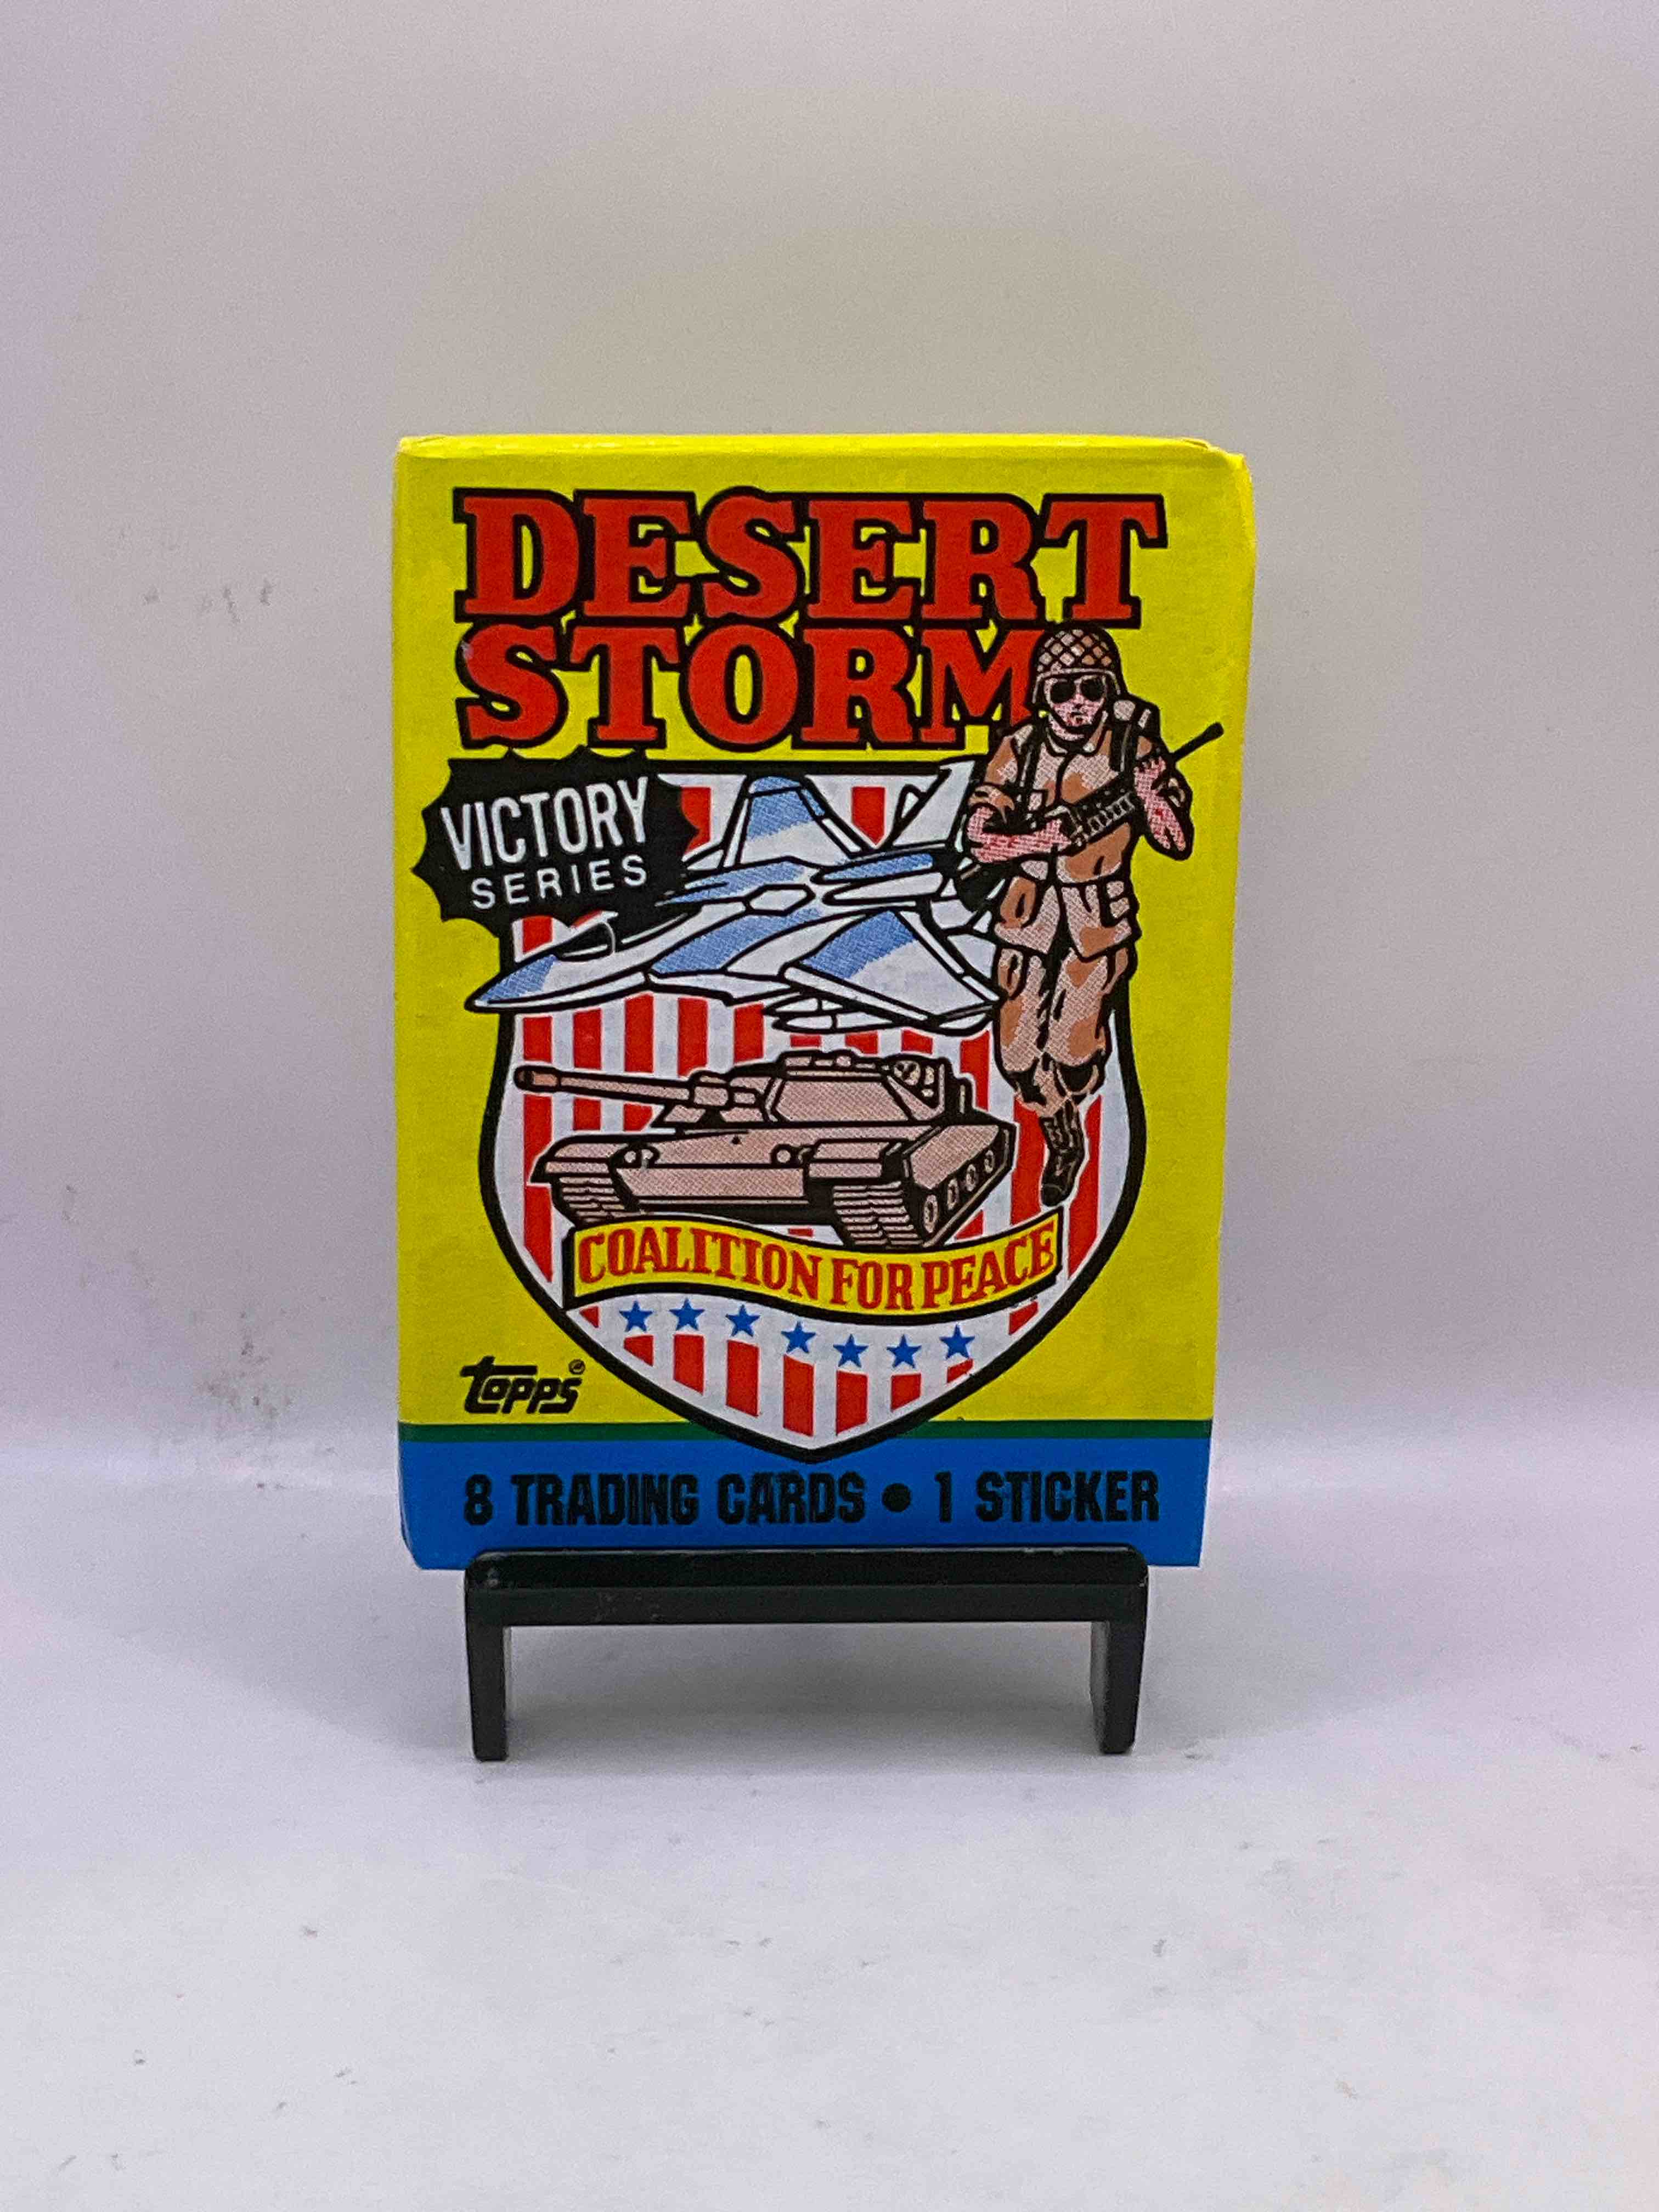 DESERT
STORM
VICTORY
SERIES
COALITION FOR PEACE
topps®
8 TRADING CARDS • 1 STICKER